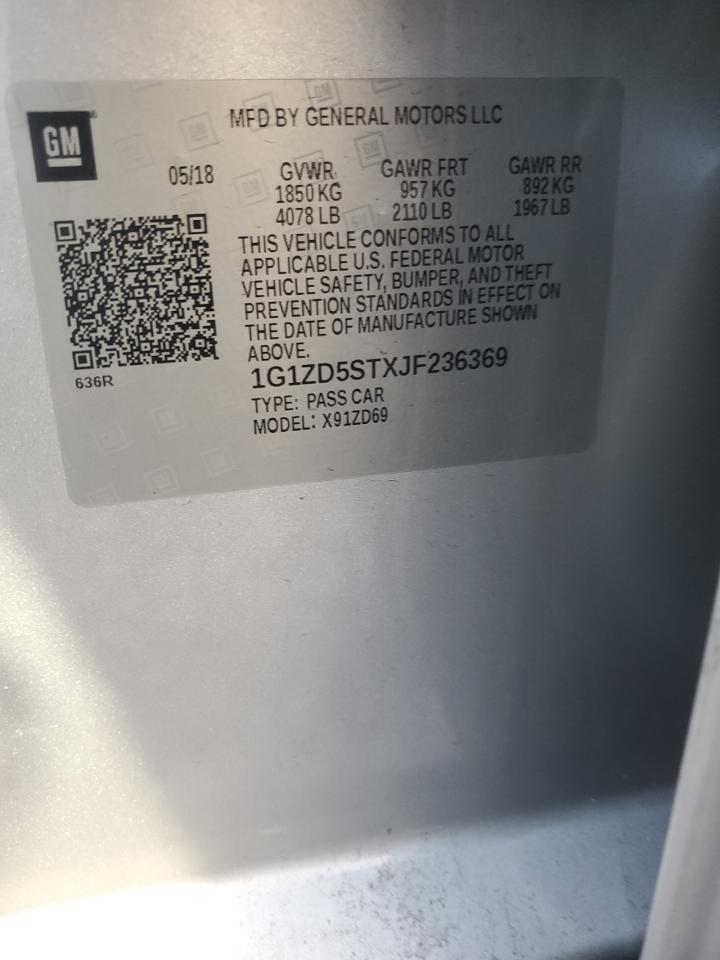 GM
MFD BY GENERAL MOTORS LLC
05/18 GVWR GAWR FRT GAWR RR
1850 KG 957 KG 892 KG
4078 LB 2110 LB 1967 LB
THIS VEHICLE CONFORMS TO ALL
APPLICABLE U.S. FEDERAL MOTOR
VEHICLE SAFETY, BUMPER, AND THEFT
PREVENTION STANDARDS IN EFFECT ON
THE DATE OF MANUFACTURE SHOWN
ABOVE.
636R
1G1ZD5STXJF236369
TYPE: PASS CAR
MODEL: X91ZD69